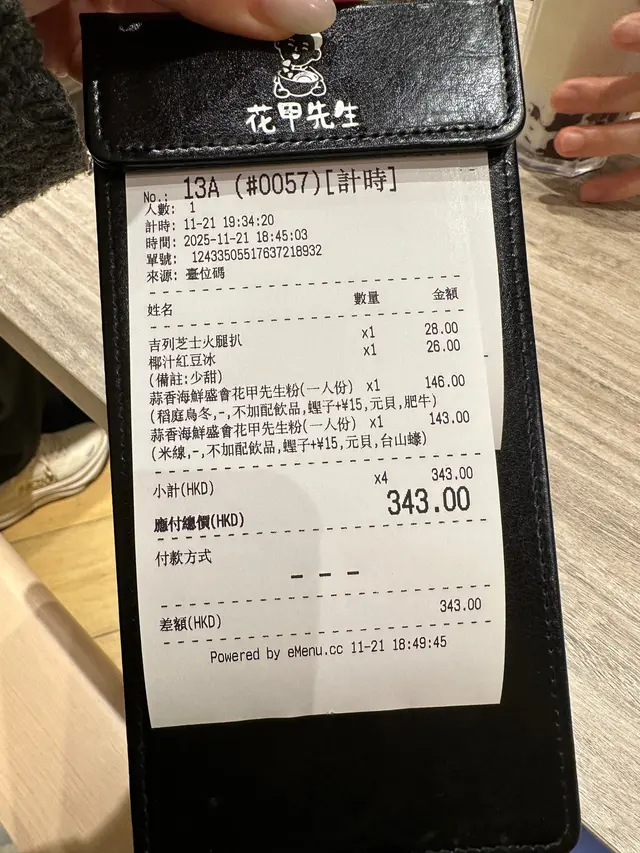 花甲先生
No.: 13A (#0057)[計時]
人數: 1
計時: 11-21 19:34:20
時間: 2025-11-21 18:45:03
單號: 12433505517637218932
來源: 臺位碼
姓名 數量 金額
吉列芝士火腿扒 x1 28.00
椰汁紅豆冰 x1 26.00
(備註:少甜)
蒜香海鮮盛會花甲先生粉(一人份) x1 146.00
(稻庭烏冬,-,不加配飲品,蟶子+¥15,元貝,肥牛)
蒜香海鮮盛會花甲先生粉(一人份) x1 143.00
(米線,-,不加配飲品,蟶子+¥15,元貝,台山蠔)
小計(HKD) x4 343.00
應付總價(HKD) 343.00
付款方式
– – –
差額(HKD) 343.00
Powered by eMenu.cc 11-21 18:49:45